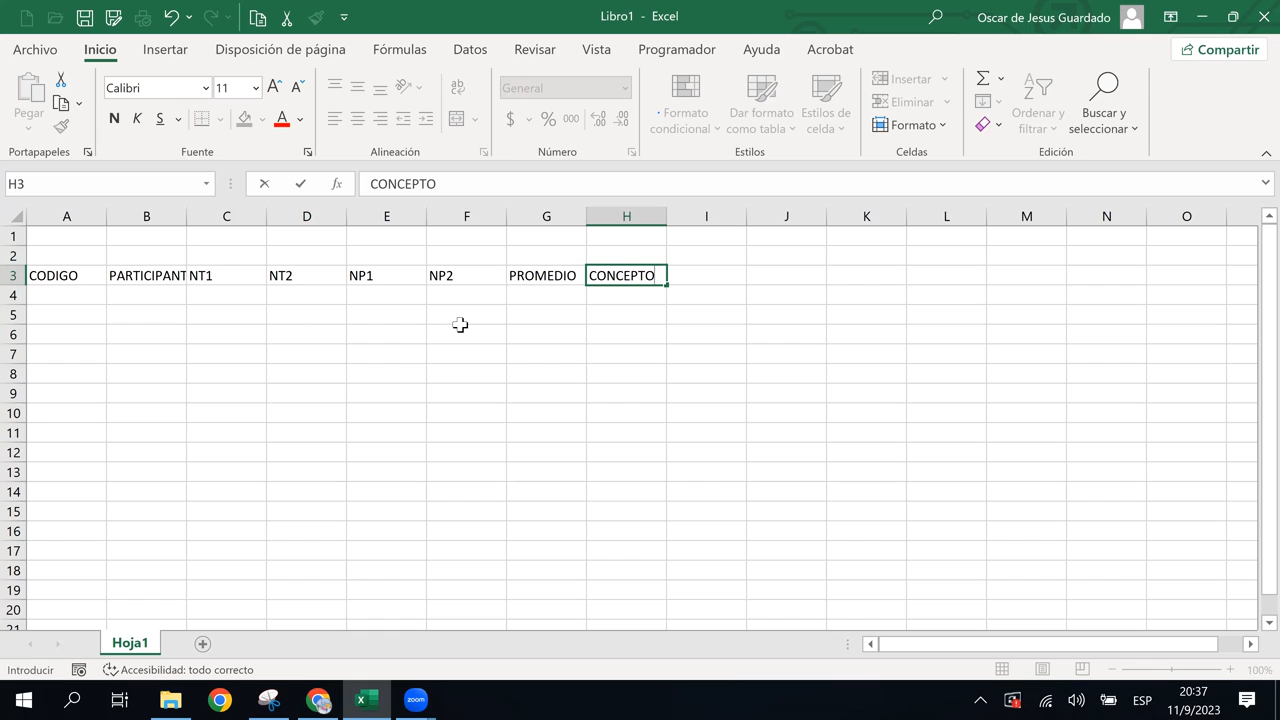 Libro1 - Excel
Oscar de Jesus Guardado
Archivo Inicio Insertar Disposición de página Fórmulas Datos Revisar Vista Programador Ayuda Acrobat
Compartir
Pegar
Calibri 11
N K S
ab
General
$ % 000
Formato condicional
Dar formato como tabla
Estilos de celda
Insertar
Eliminar
Formato
Ordenar y filtrar
Buscar y seleccionar
Portapapeles Fuente Alineación Número Estilos Celdas Edición
H3 fx CONCEPTO
A B C D E F G H I J K L M N O
1
2
3 CODIGO PARTICIPANT NT1 NT2 NP1 NP2 PROMEDIO CONCEPTO
4
5
6
7
8
9
10
11
12
13
14
15
16
17
18
19
20
21
Hoja1
Introducir Accesibilidad: todo correcto 100%
zoom ESP 20:37
11/9/2023